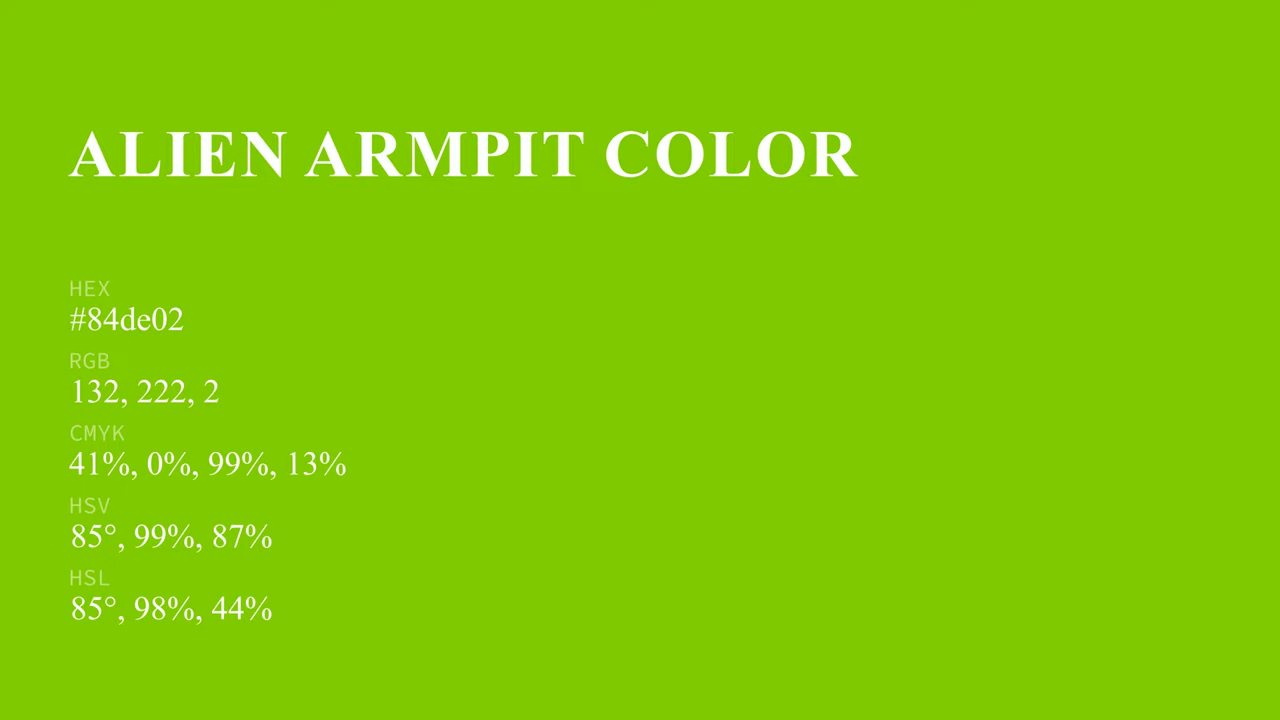 ALIEN ARMPIT COLOR
HEX
#84de02
RGB
132, 222, 2
CMYK
41%, 0%, 99%, 13%
HSV
85°, 99%, 87%
HSL
85°, 98%, 44%